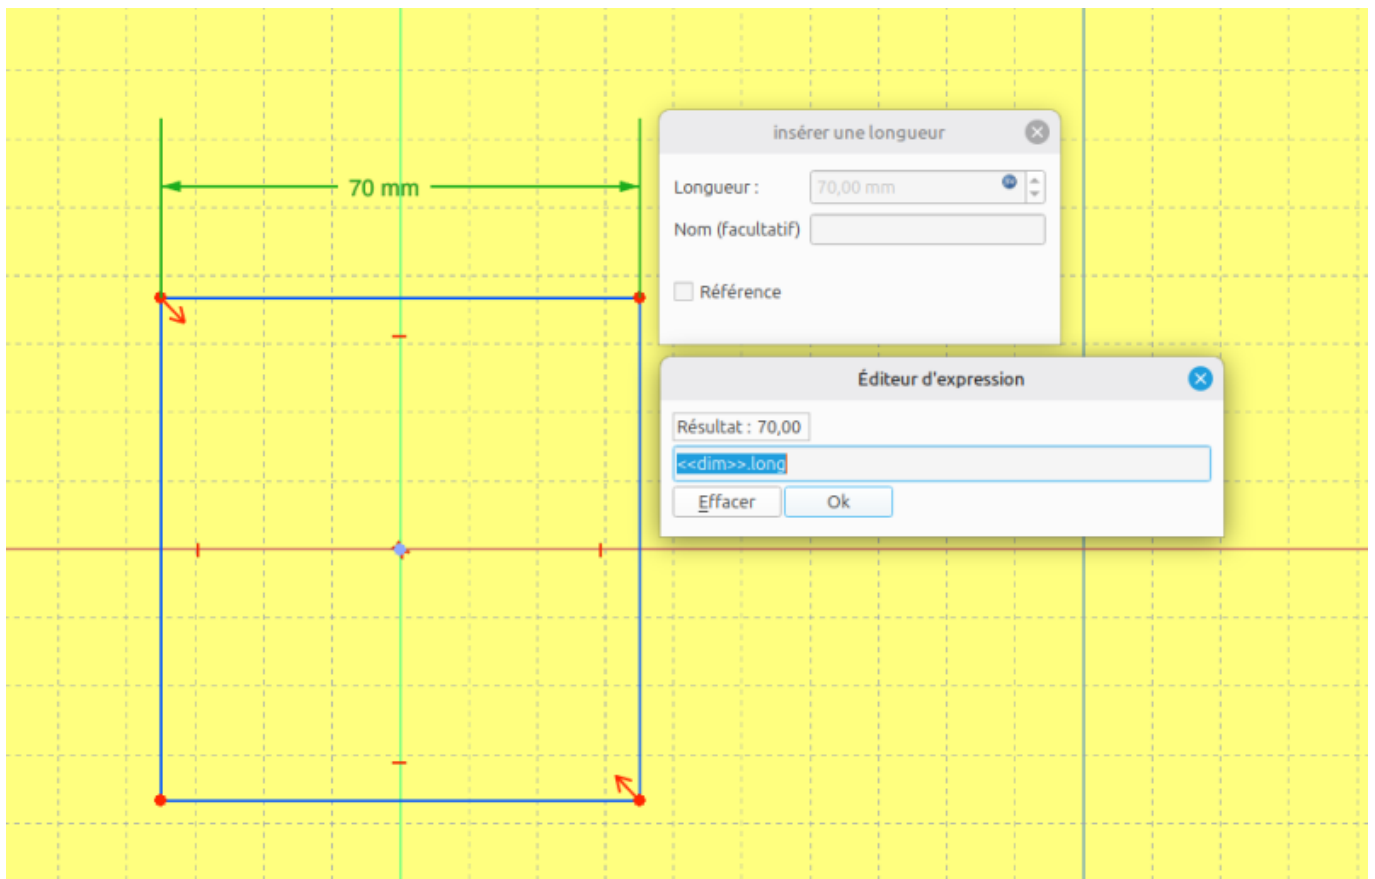 insérer une longueur
70 mm
Longueur :
70,00 mm
Nom (facultatif)
Référence
Éditeur d'expression
Résultat : 70,00
<<dim>>.long
Effacer
Ok